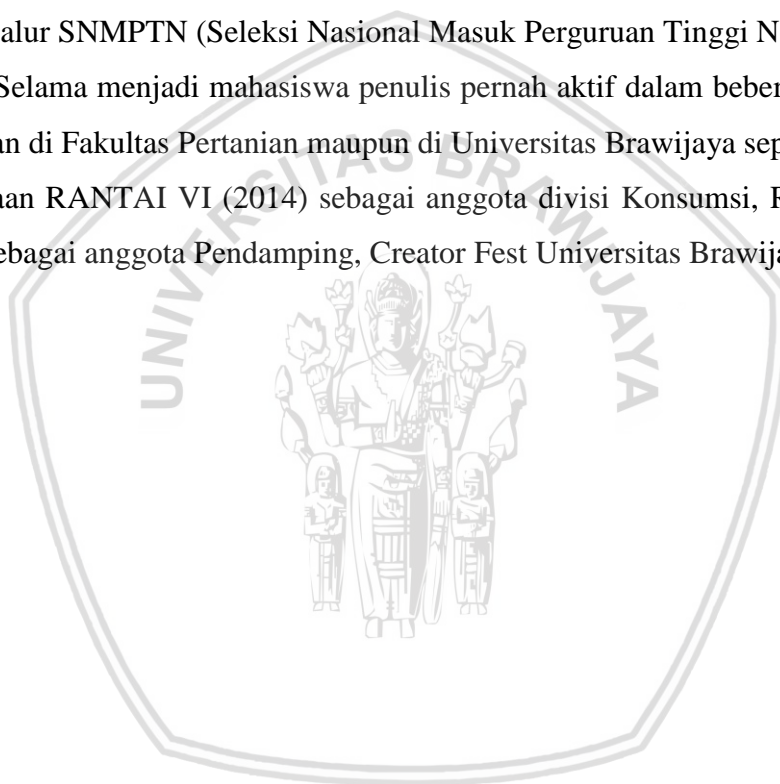 alur SNMPTN (Seleksi Nasional Masuk Perguruan Tinggi N
Selama menjadi mahasiswa penulis pernah aktif dalam beber
an di Fakultas Pertanian maupun di Universitas Brawijaya sep
aan RANTAI VI (2014) sebagai anggota divisi Konsumsi, R
ebagai anggota Pendamping, Creator Fest Universitas Brawija
UNIVERSITAS BRAWIJAYA